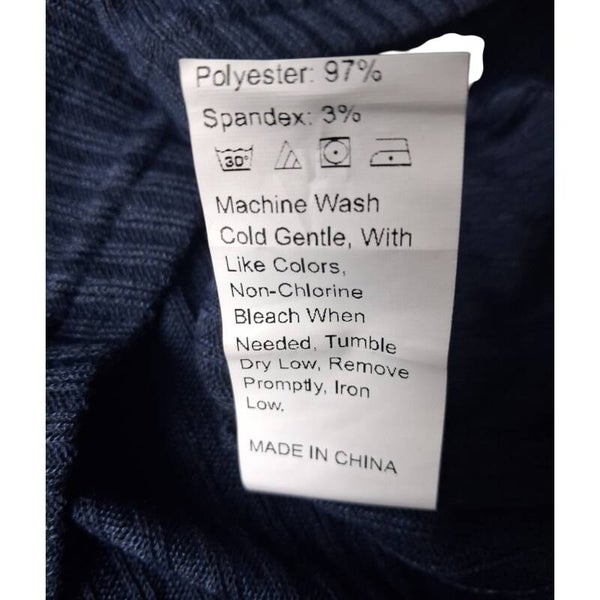 Polyester: 97%
Spandex: 3%
30°
Machine Wash
Cold Gentle, With
Like Colors,
Non-Chlorine
Bleach When
Needed, Tumble
Dry Low, Remove
Promptly, Iron
Low.
MADE IN CHINA